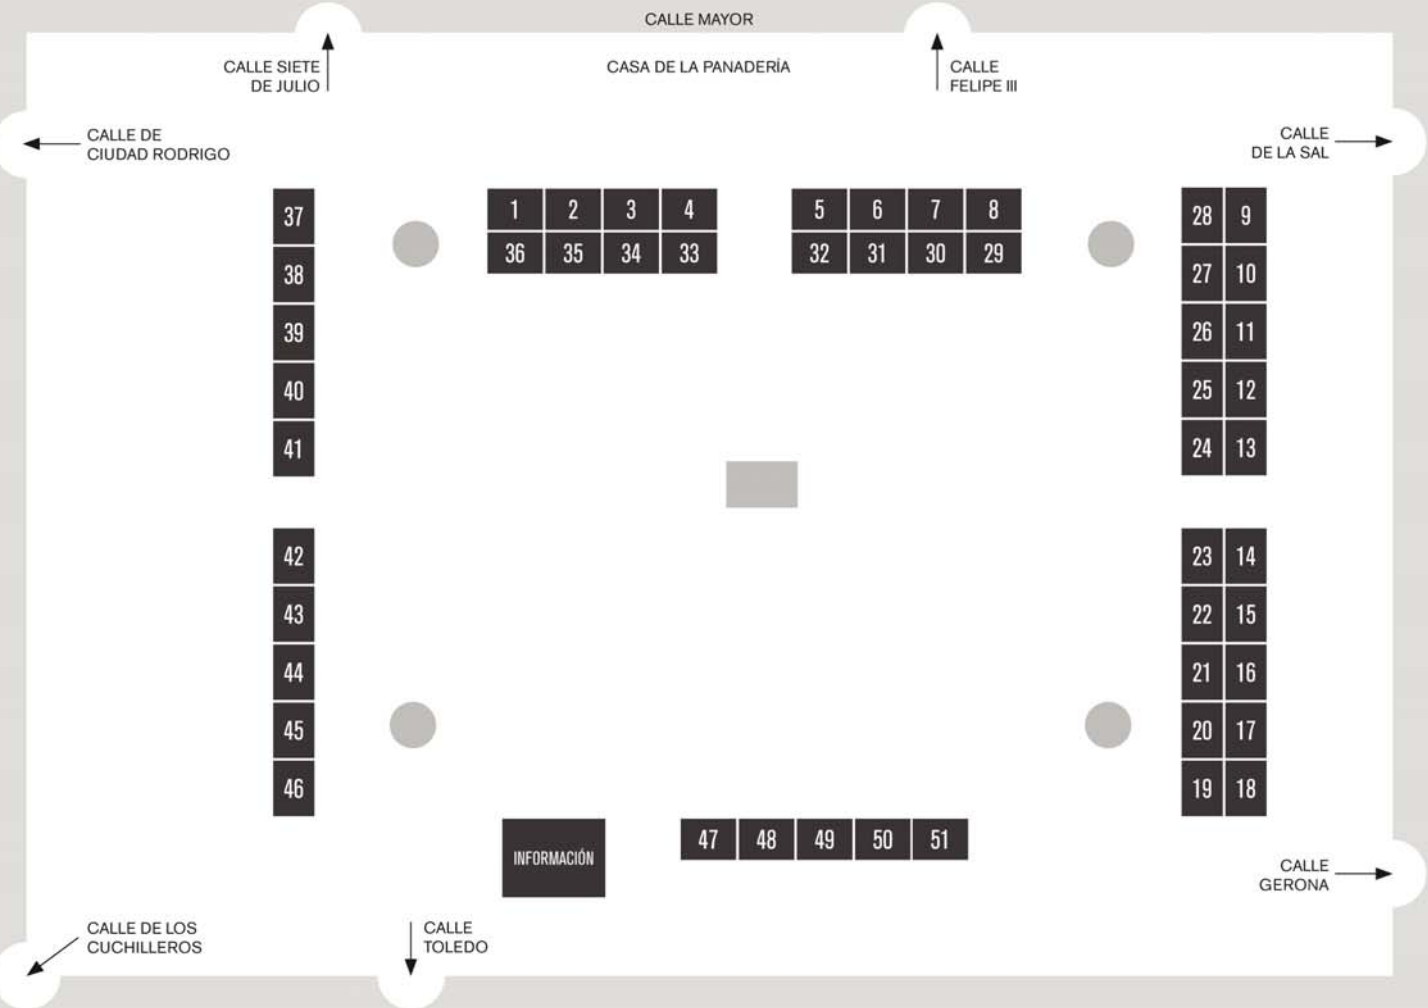 CALLE MAYOR
CALLE SIETE
DE JULIO
CASA DE LA PANADERÍA
CALLE
FELIPE III
CALLE DE
CIUDAD RODRIGO
CALLE
DE LA SAL
1 2 3 4
36 35 34 33
5 6 7 8
32 31 30 29
37
38
39
40
41
28 9
27 10
26 11
25 12
24 13
42
43
44
45
46
23 14
22 15
21 16
20 17
19 18
INFORMACIÓN
47 48 49 50 51
CALLE
GERONA
CALLE DE LOS
CUCHILLEROS
CALLE
TOLEDO